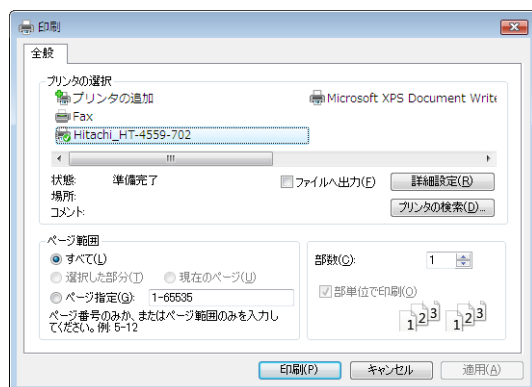 印刷
全般
プリンタの選択
プリンタの追加
Microsoft XPS Document Write
Fax
Hitachi_HT-4559-702
状態: 準備完了
ファイルへ出力(F)
詳細設定(R)
場所:
コメント:
プリンタの検索(D)...
ページ範囲
すべて(L)
選択した部分(T)
現在のページ(U)
ページ指定(G): 1-65535
ページ番号のみか、またはページ範囲のみを入力し
てください。例: 5-12
部数(C): 1
部単位で印刷(O)
1 2 3 1 2 3
印刷(P)
キャンセル
適用(A)